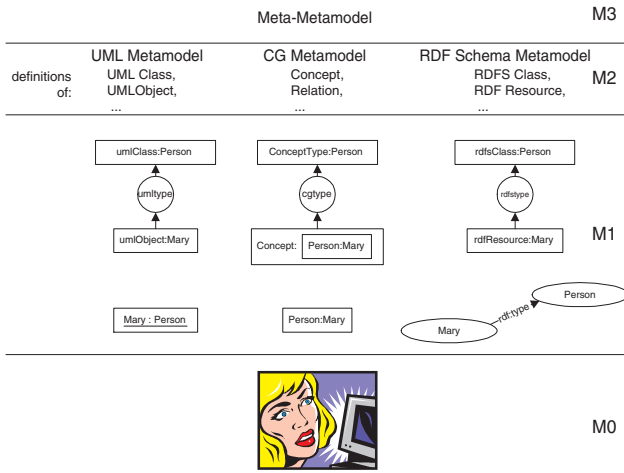 Meta-Metamodel M3
UML Metamodel CG Metamodel RDF Schema Metamodel
definitions of: UML Class, Concept, RDFS Class, M2
UMLObject, Relation, RDF Resource,
... ... ...
umlClass:Person ConceptType:Person rdfsClass:Person
umltype cgtype rdfstype
umlObject:Mary Concept: Person:Mary rdfResource:Mary M1
Mary : Person Person:Mary Mary rdf:type Person
M0